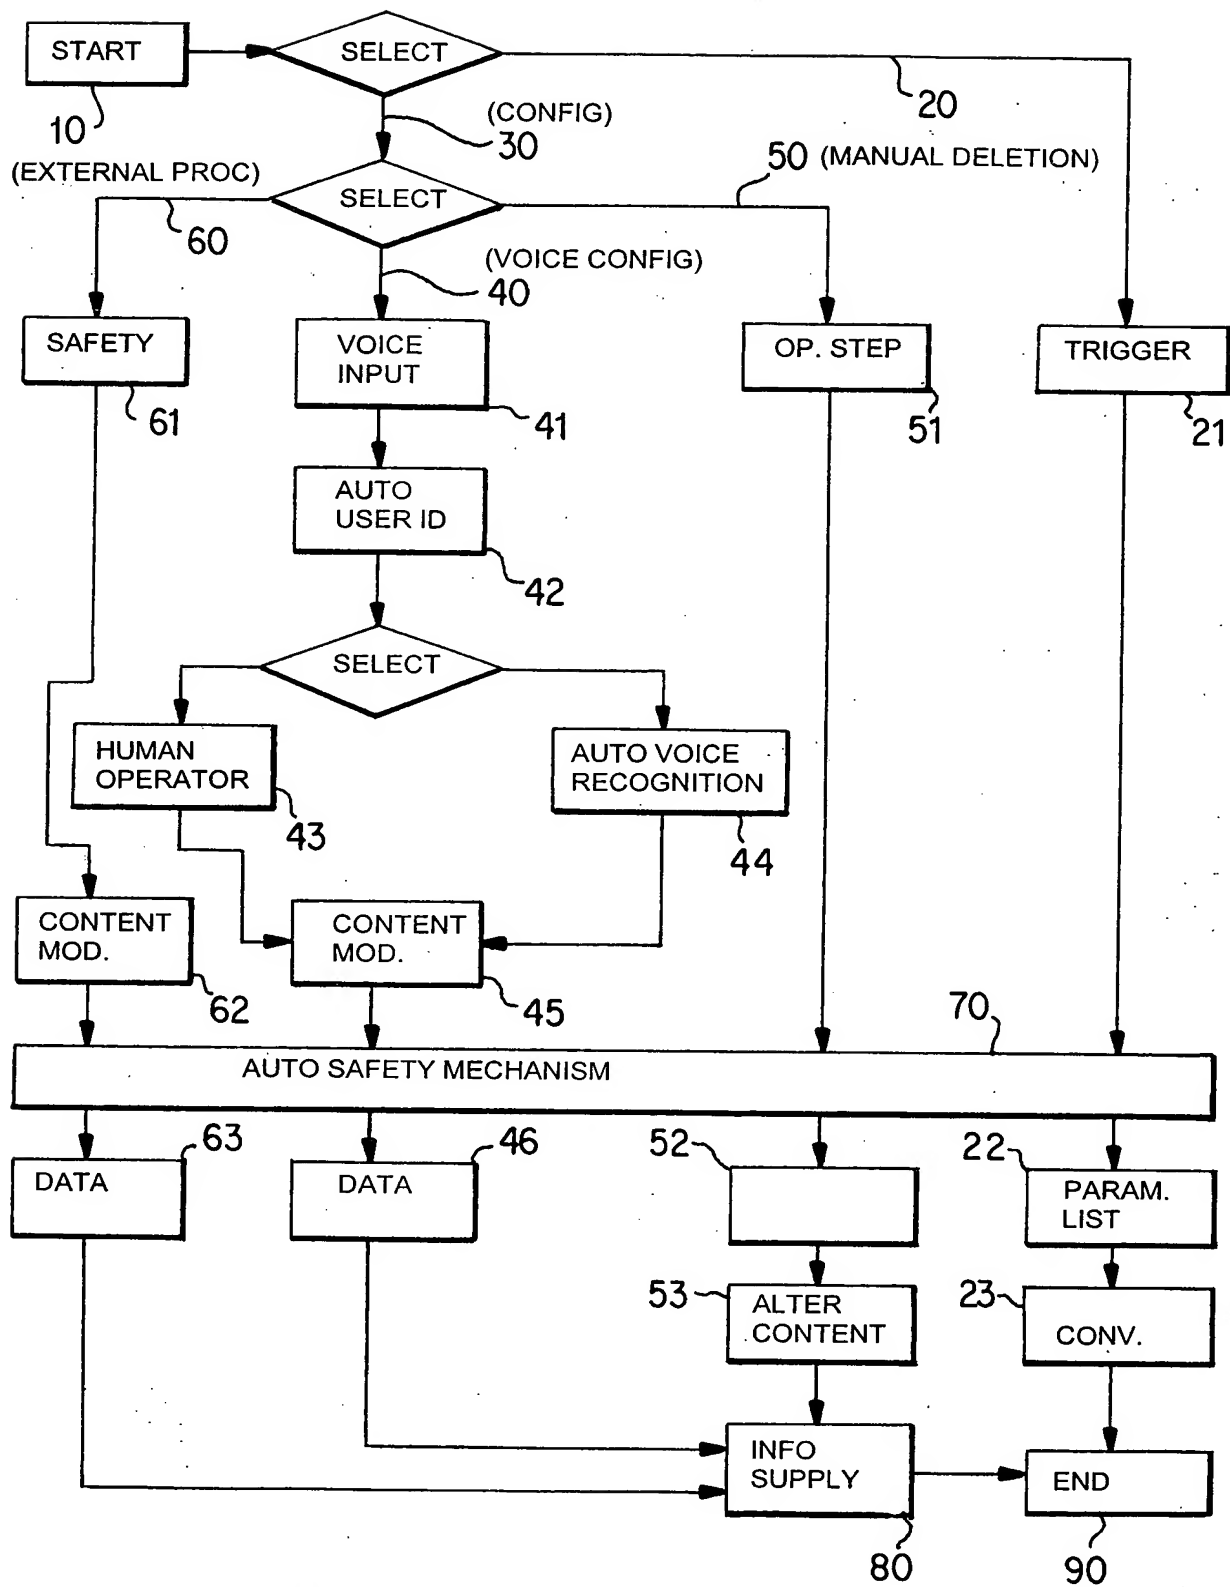 START
SELECT
10
20
(CONFIG)
30
50 (MANUAL DELETION)
(EXTERNAL PROC)
SELECT
60
(VOICE CONFIG)
40
SAFETY
61
VOICE
INPUT
41
OP. STEP
51
TRIGGER
21
AUTO
USER ID
42
SELECT
HUMAN
OPERATOR
43
AUTO VOICE
RECOGNITION
44
CONTENT
MOD.
62
CONTENT
MOD.
45
70
AUTO SAFETY MECHANISM
63
DATA
46
DATA
52
22
PARAM.
LIST
53
ALTER
CONTENT
23
CONV.
INFO
SUPPLY
80
END
90